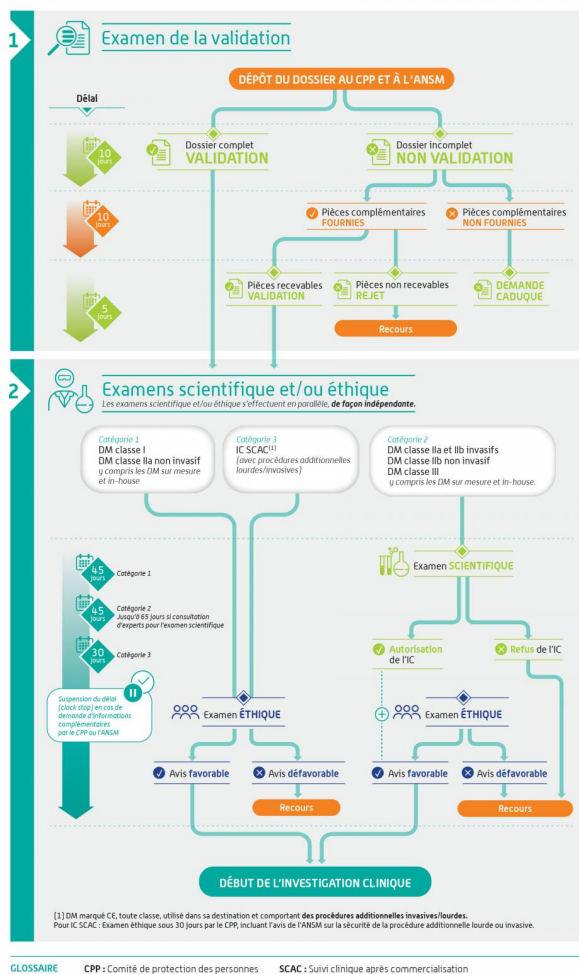 1
Examen de la validation
DÉPÔT DU DOSSIER AU CPP ET À L'ANSM
Délai
10
jours
Dossier complet
VALIDATION
Dossier incomplet
NON VALIDATION
10
jours
Pièces complémentaires
FOURNIES
Pièces complémentaires
NON FOURNIES
5
jours
Pièces recevables
VALIDATION
Pièces non recevables
REJET
DEMANDE
CADUQUE
Recours
2
Examens scientifique et/ou éthique
Les examens scientifique et/ou éthique s'effectuent en parallèle, de façon indépendante.
Catégorie 1
DM classe I
DM classe IIa non invasif
y compris les DM sur mesure
et in-house
Catégorie 3
IC SCAC[1]
(avec procédures additionnelles
lourdes/invasives)
Catégorie 2
DM classe IIa et IIb invasifs
DM classe IIb non invasif
DM classe III
y compris les DM sur mesure et in-house.
Examen SCIENTIFIQUE
45
jours
Catégorie 1
45
jours
Catégorie 2
Jusqu'à 65 jours si consultation
d'experts pour l'examen scientifique
30
jours
Catégorie 3
Autorisation
de l'IC
Refus de l'IC
Suspension du délai
(clock stop) en cas de
demande d'informations
complémentaires
par le CPP ou l'ANSM
Examen ÉTHIQUE
Examen ÉTHIQUE
Avis favorable
Avis défavorable
Avis favorable
Avis défavorable
Recours
Recours
DÉBUT DE L'INVESTIGATION CLINIQUE
[1] DM marqué CE, toute classe, utilisé dans sa destination et comportant des procédures additionnelles invasives/lourdes.
Pour IC SCAC : Examen éthique sous 30 jours par le CPP, incluant l'avis de l'ANSM sur la sécurité de la procédure additionnelle lourde ou invasive.
GLOSSAIRE CPP : Comité de protection des personnes SCAC : Suivi clinique après commercialisation